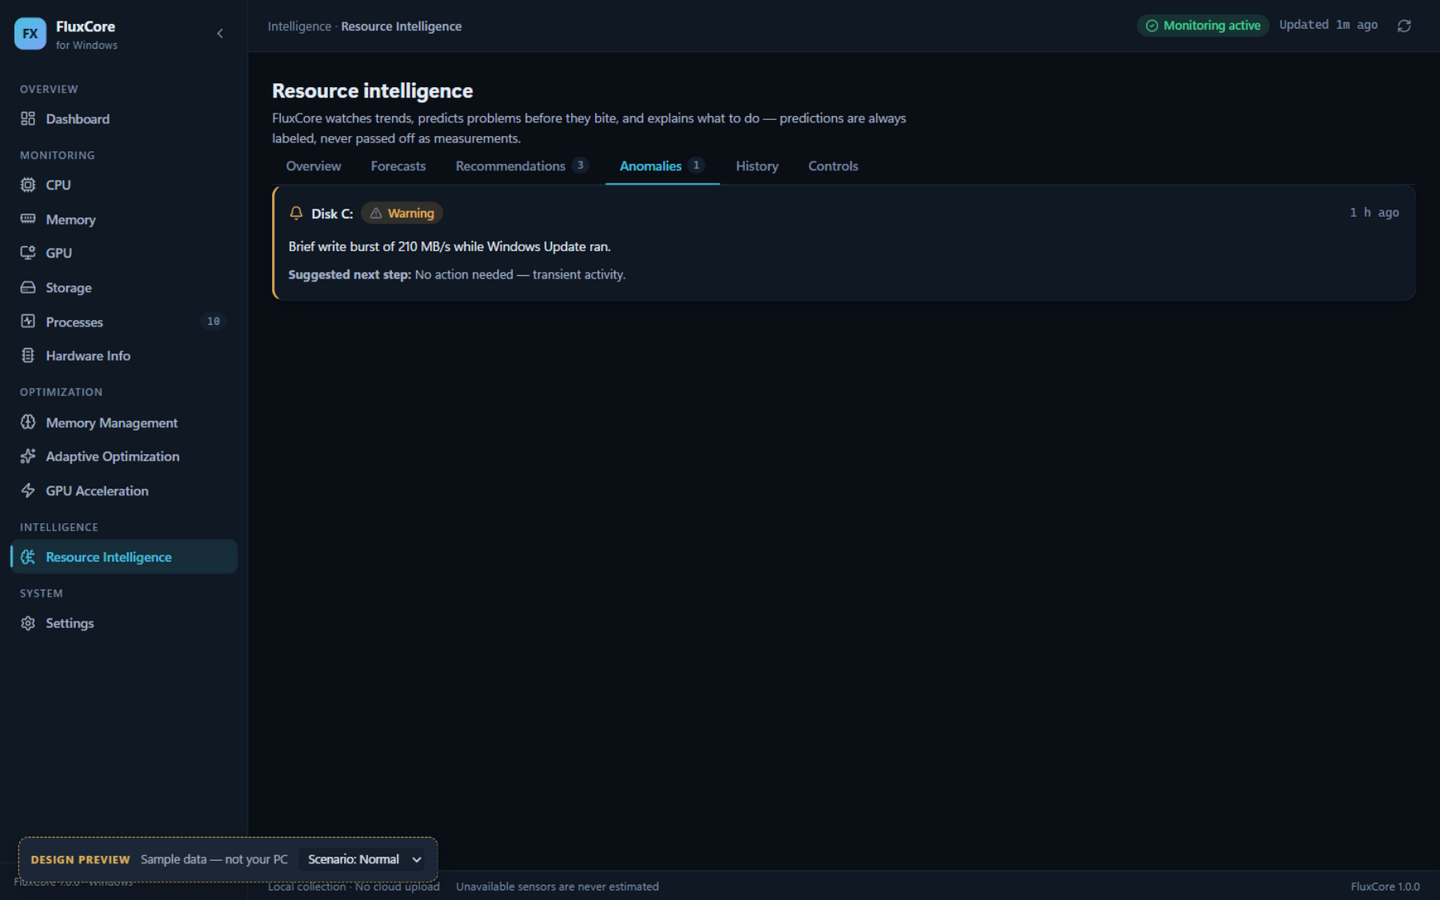 FX
FluxCore
for Windows
OVERVIEW
Dashboard
MONITORING
CPU
Memory
GPU
Storage
Processes 10
Hardware Info
OPTIMIZATION
Memory Management
Adaptive Optimization
GPU Acceleration
INTELLIGENCE
Resource Intelligence
SYSTEM
Settings
Intelligence · Resource Intelligence
Monitoring active Updated 1m ago
Resource intelligence
FluxCore watches trends, predicts problems before they bite, and explains what to do — predictions are always
labeled, never passed off as measurements.
Overview Forecasts Recommendations 3 Anomalies 1 History Controls
Disk C: Warning 1 h ago
Brief write burst of 210 MB/s while Windows Update ran.
Suggested next step: No action needed — transient activity.
DESIGN PREVIEW Sample data — not your PC Scenario: Normal
FluxCore 1.0.0 · Windows
Local collection · No cloud upload Unavailable sensors are never estimated
FluxCore 1.0.0